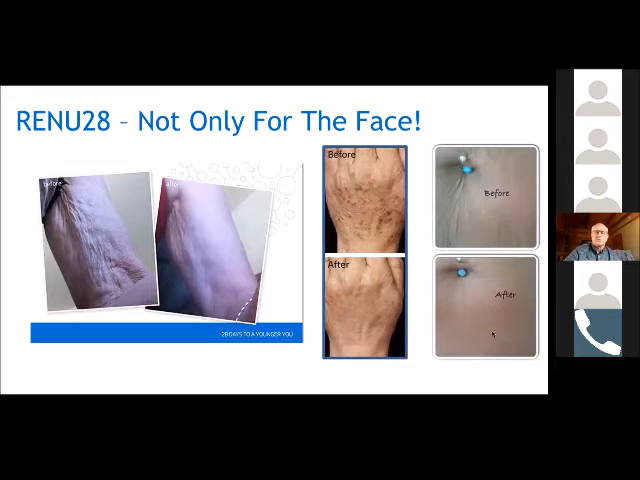 RENU28 – Not Only For The Face!
before
after
28 DAYS TO A YOUNGER YOU
Before
After
Before
After